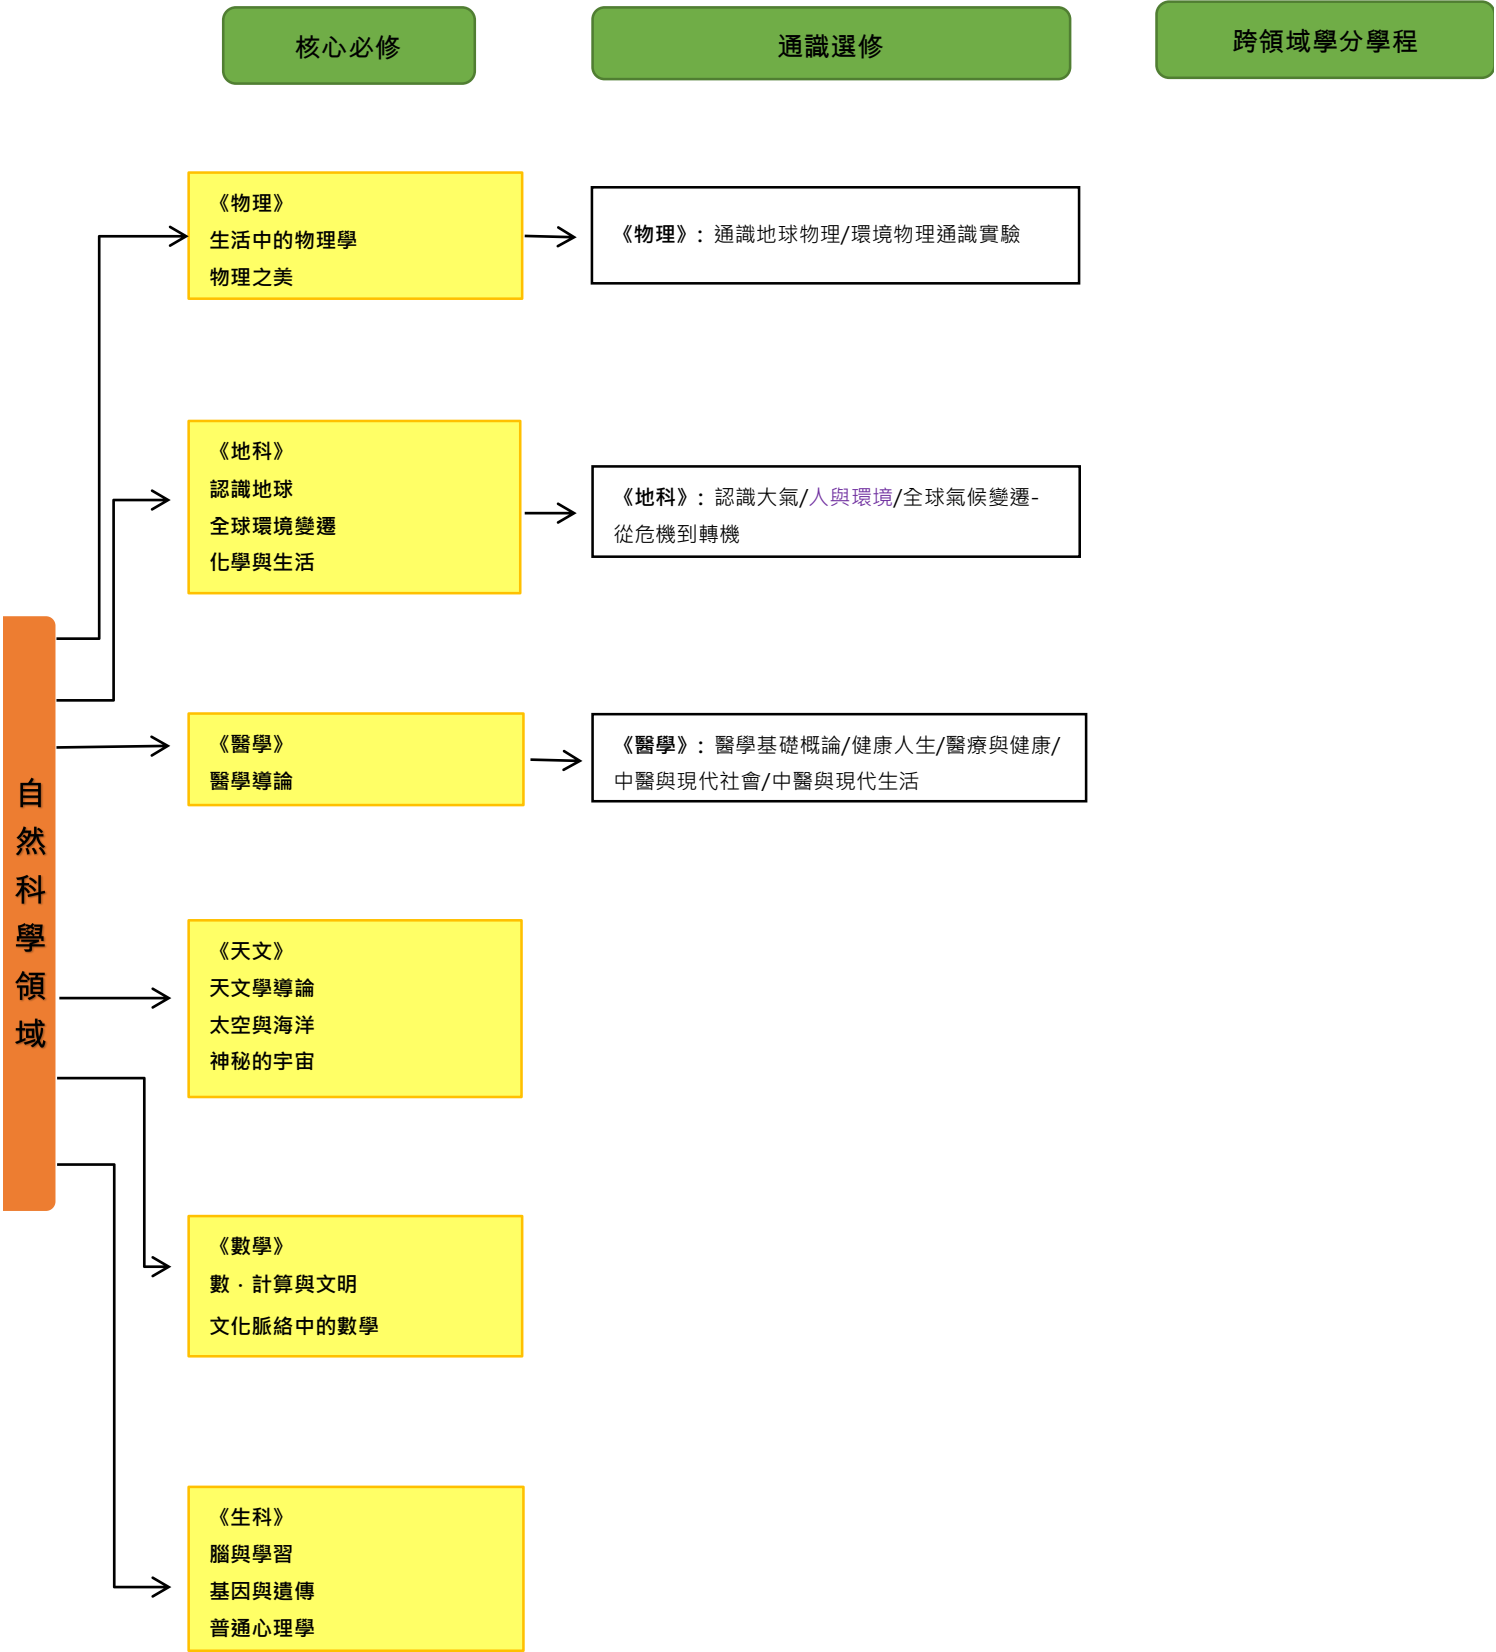 核心必修
通識選修
跨領域學分學程
《物理》
生活中的物理學
物理之美
《物理》：通識地球物理/環境物理通識實驗
《地科》
認識地球
全球環境變遷
化學與生活
《地科》：認識大氣/人與環境/全球氣候變遷-
從危機到轉機
自然科學領域
《醫學》
醫學導論
《醫學》：醫學基礎概論/健康人生/醫療與健康/
中醫與現代社會/中醫與現代生活
《天文》
天文學導論
太空與海洋
神秘的宇宙
《數學》
數．計算與文明
文化脈絡中的數學
《生科》
腦與學習
基因與遺傳
普通心理學